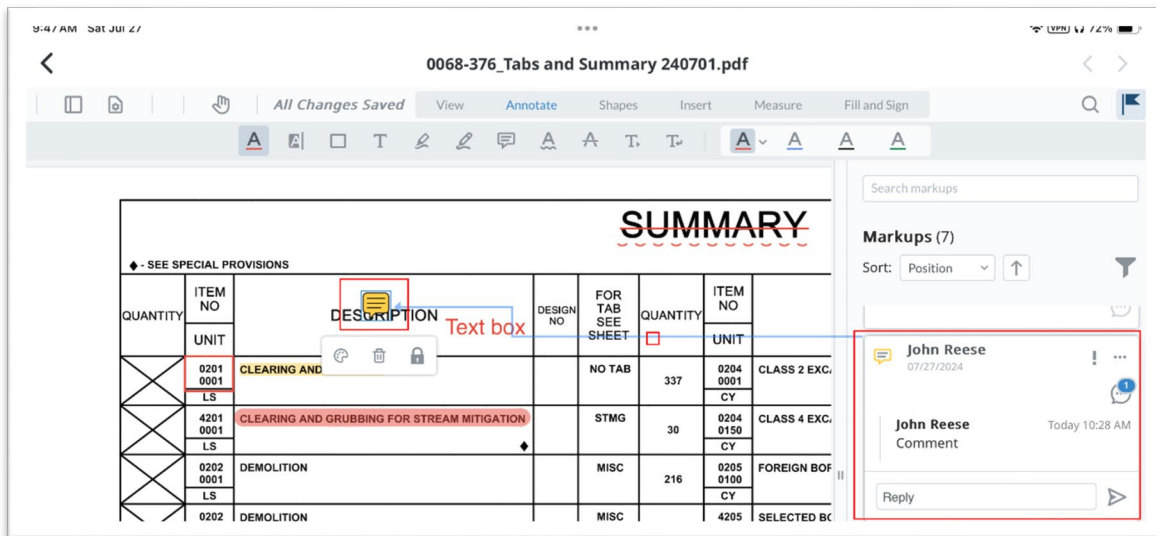 9:47 AM Sat Jul 27
VPN 72%
0068-376_Tabs and Summary 240701.pdf
All Changes Saved View Annotate Shapes Insert Measure Fill and Sign
Search markups
SUMMARY
Markups (7)
◆ - SEE SPECIAL PROVISIONS
Sort: Position
QUANTITY
ITEM NO
UNIT
DESCRIPTION
DESIGN NO
FOR TAB SEE SHEET
QUANTITY
ITEM NO
UNIT
Text box
0201 0001 LS
CLEARING AND
NO TAB
337
0204 0001 CY
CLASS 2 EXC
4201 0001 LS
CLEARING AND GRUBBING FOR STREAM MITIGATION
◆
STMG
30
0204 0150 CY
CLASS 4 EXC
0202 0001 LS
DEMOLITION
MISC
216
0205 0100 CY
FOREIGN BOR
0202
DEMOLITION
MISC
4205
SELECTED BO
John Reese
07/27/2024
1
John Reese Today 10:28 AM
Comment
Reply